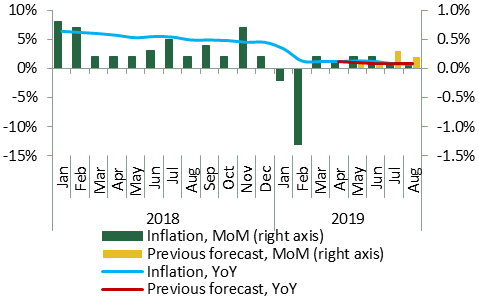 10% 1.0%
5% 0.5%
0% 0.0%
-5% -0.5%
-10% -1.0%
-15% -1.5%
Jan Feb Mar Apr May Jun Jul Aug Sep Oct Nov Dec Jan Feb Mar Apr May Jun Jul Aug
2018 2019
Inflation, MoM (right axis)
Previous forecast, MoM (right axis)
Inflation, YoY
Previous forecast, YoY